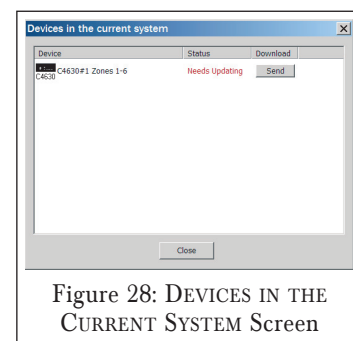 Devices in the current system
Device Status Download
C4630#1 Zones 1-6 Needs Updating Send
C4630
Close
Figure 28: DEVICES IN THE
CURRENT SYSTEM Screen